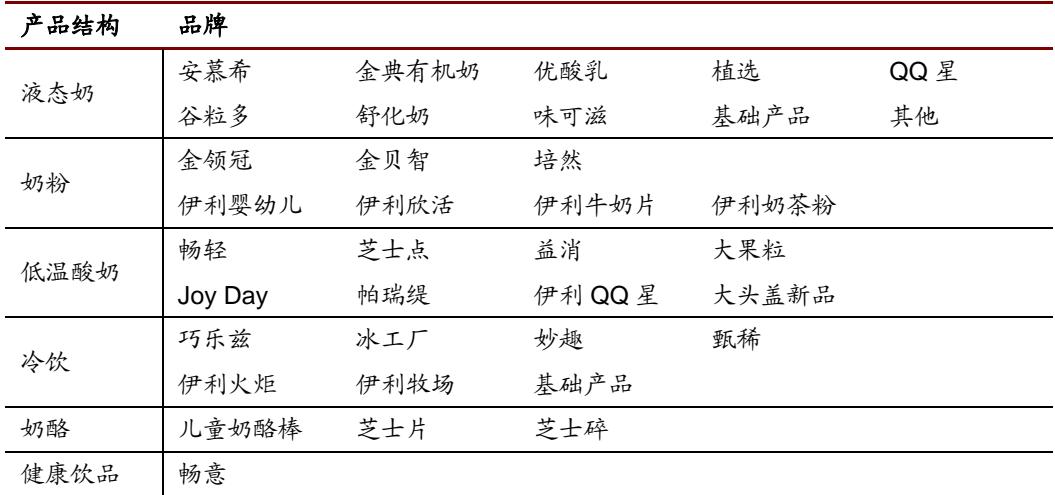 产品结构 品牌
液态奶
安慕希 金典有机奶 优酸乳 植选 QQ 星
谷粒多 舒化奶 味可滋 基础产品 其他
奶粉
金领冠 金贝智 培然
伊利婴幼儿 伊利欣活 伊利牛奶片 伊利奶茶粉
低温酸奶
畅轻 芝士点 益消 大果粒
Joy Day 帕瑞缇 伊利 QQ 星 大头盖新品
冷饮
巧乐兹 冰工厂 妙趣 甄稀
伊利火炬 伊利牧场 基础产品
奶酪 儿童奶酪棒 芝士片 芝士碎
健康饮品 畅意